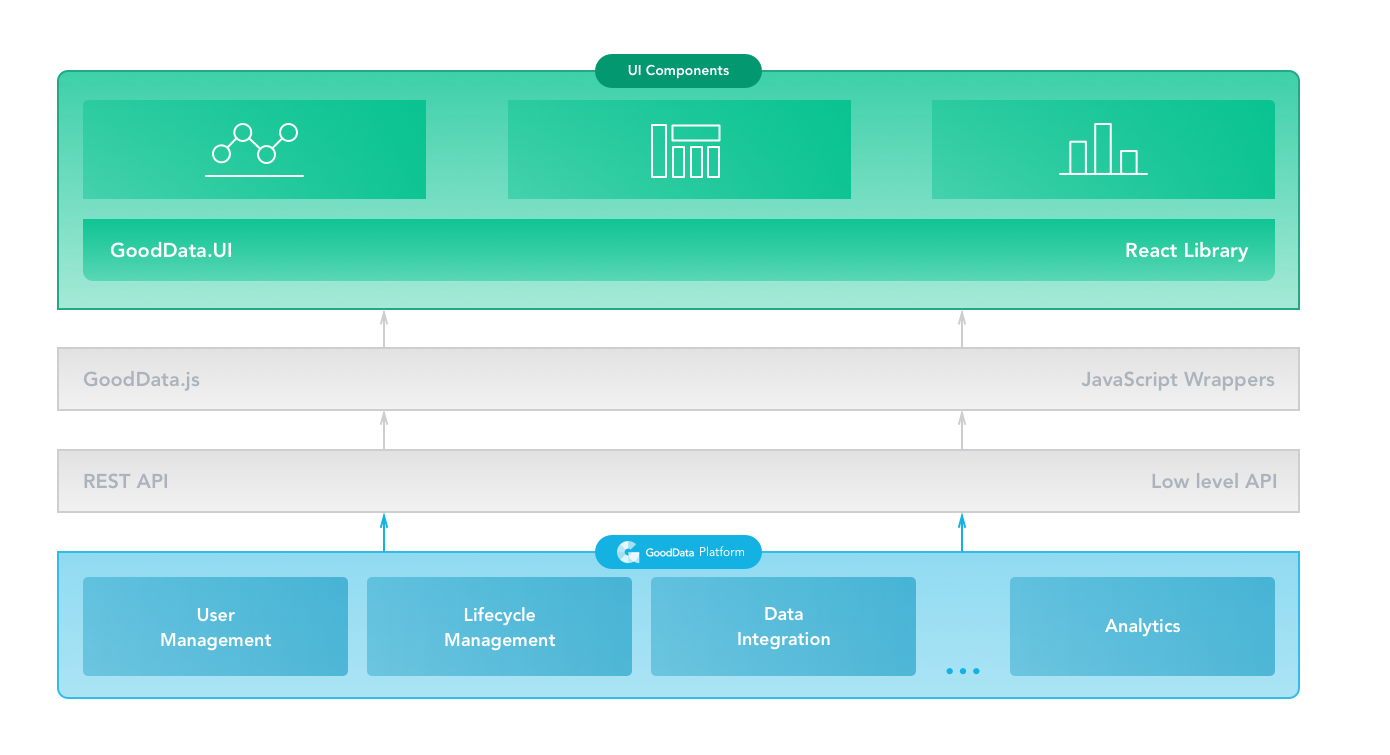 UI Components
GoodData.UI
React Library
GoodData.js
JavaScript Wrappers
REST API
Low level API
GoodData Platform
User
Management
Lifecycle
Management
Data
Integration
...
Analytics